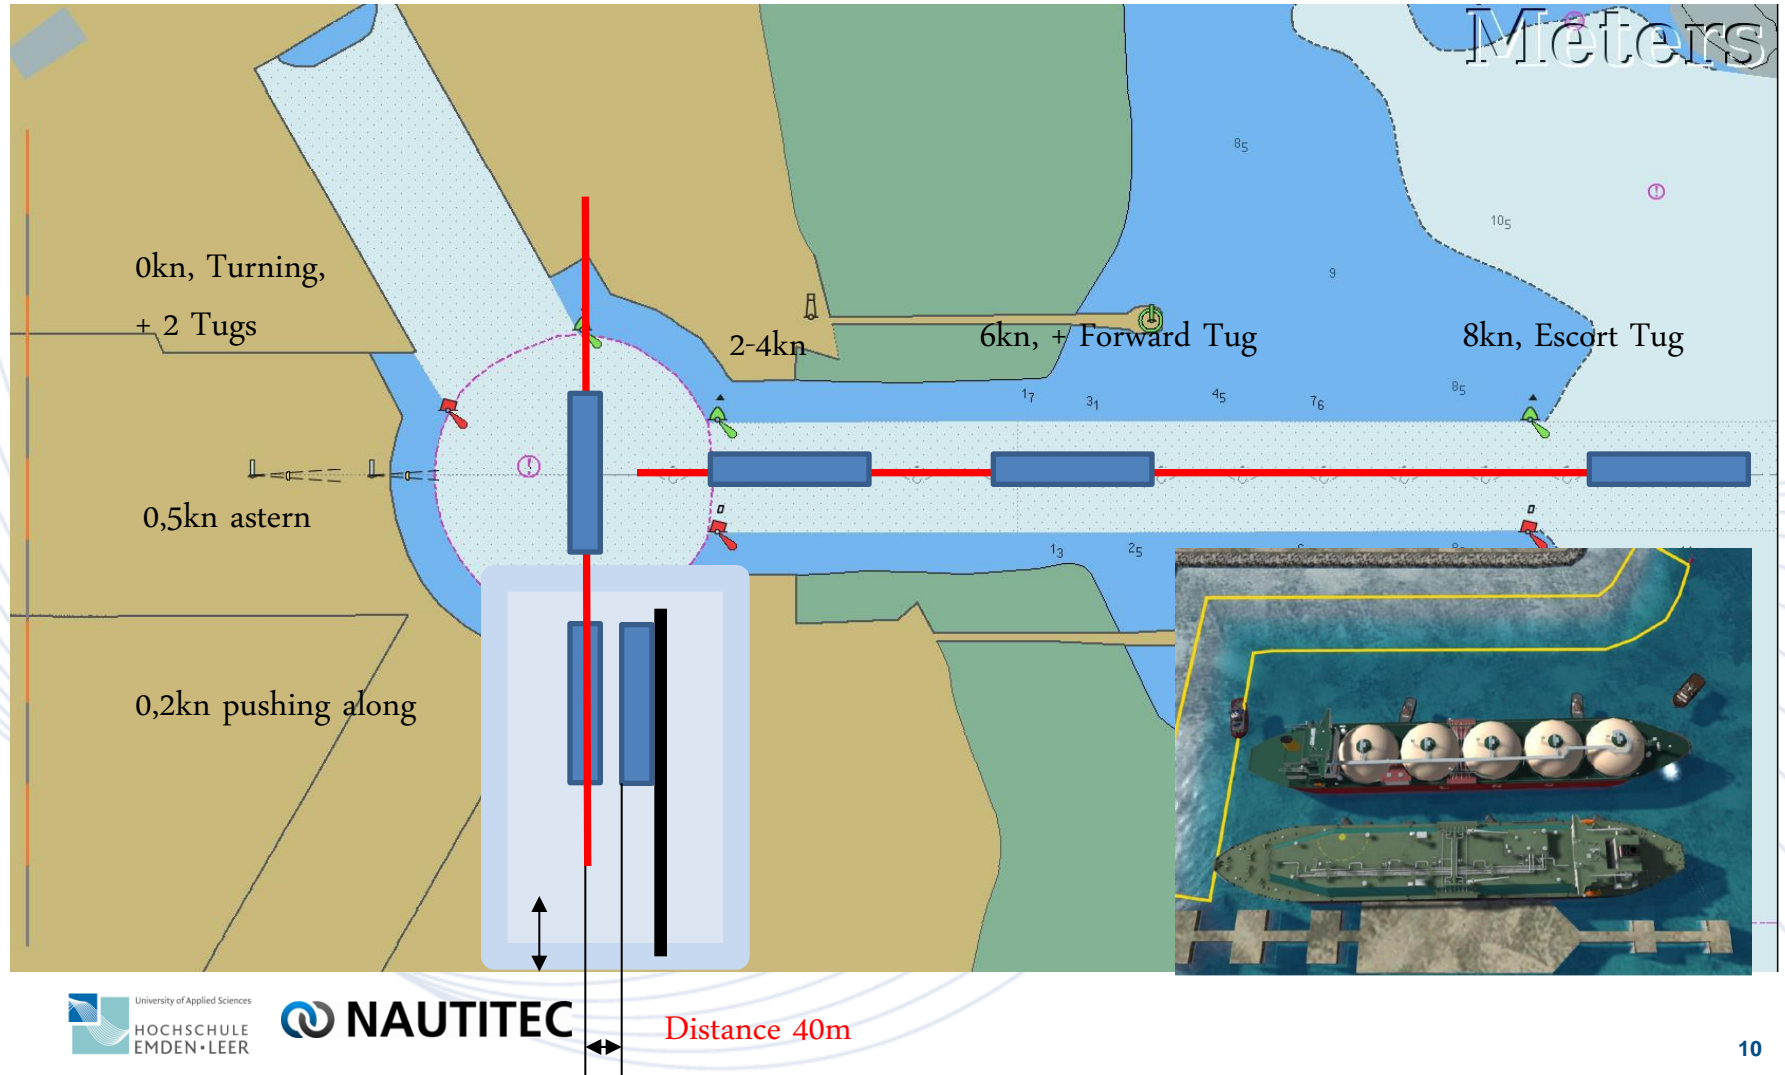 Meters
8₅
10₅
9
0kn, Turning,
+ 2 Tugs
2-4kn
6kn, + Forward Tug
8kn, Escort Tug
1₇
3₁
4₅
7₆
8₅
0,5kn astern
1₃
2₅
0,2kn pushing along
University of Applied Sciences
HOCHSCHULE
EMDEN•LEER
NAUTITEC
Distance 40m
10